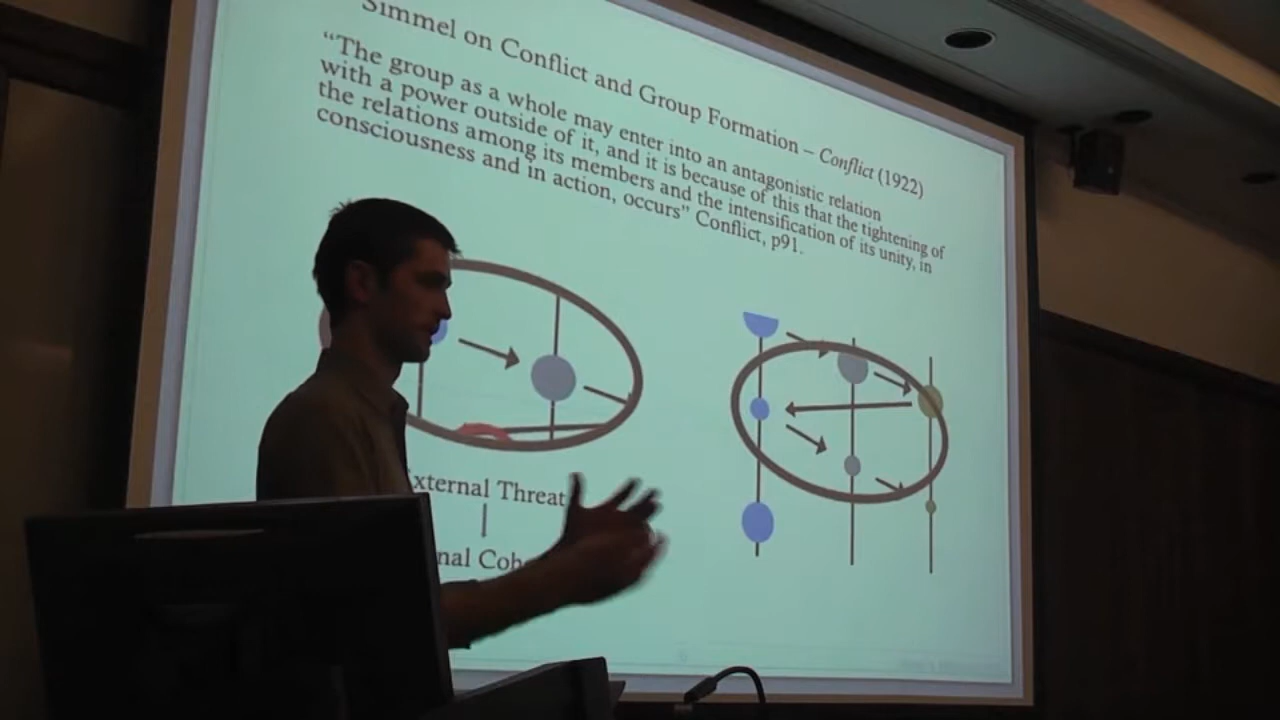 Simmel on Conflict and Group Formation – Conflict (1922)
“The group as a whole may enter into an antagonistic relation
with a power outside of it, and it is because of this that the tightening of
the relations among its members and the intensification of its unity, in
consciousness and in action, occurs” Conflict, p91.
xternal Threat
nal Coh